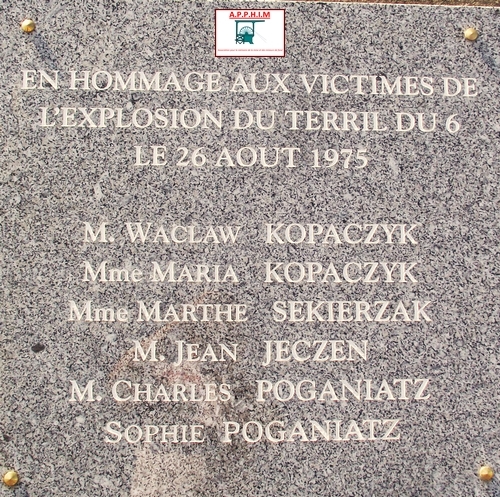 A.P.P.H.I.M
EN HOMMAGE AUX VICTIMES DE
L'EXPLOSION DU TERRIL DU 6
LE 26 AOUT 1975
M. WACLAW KOPACZYK
Mme MARIA KOPACZYK
Mme MARTHE SEKIERZAK
M. JEAN JECZEN
M. CHARLES POGANIATZ
SOPHIE POGANIATZ